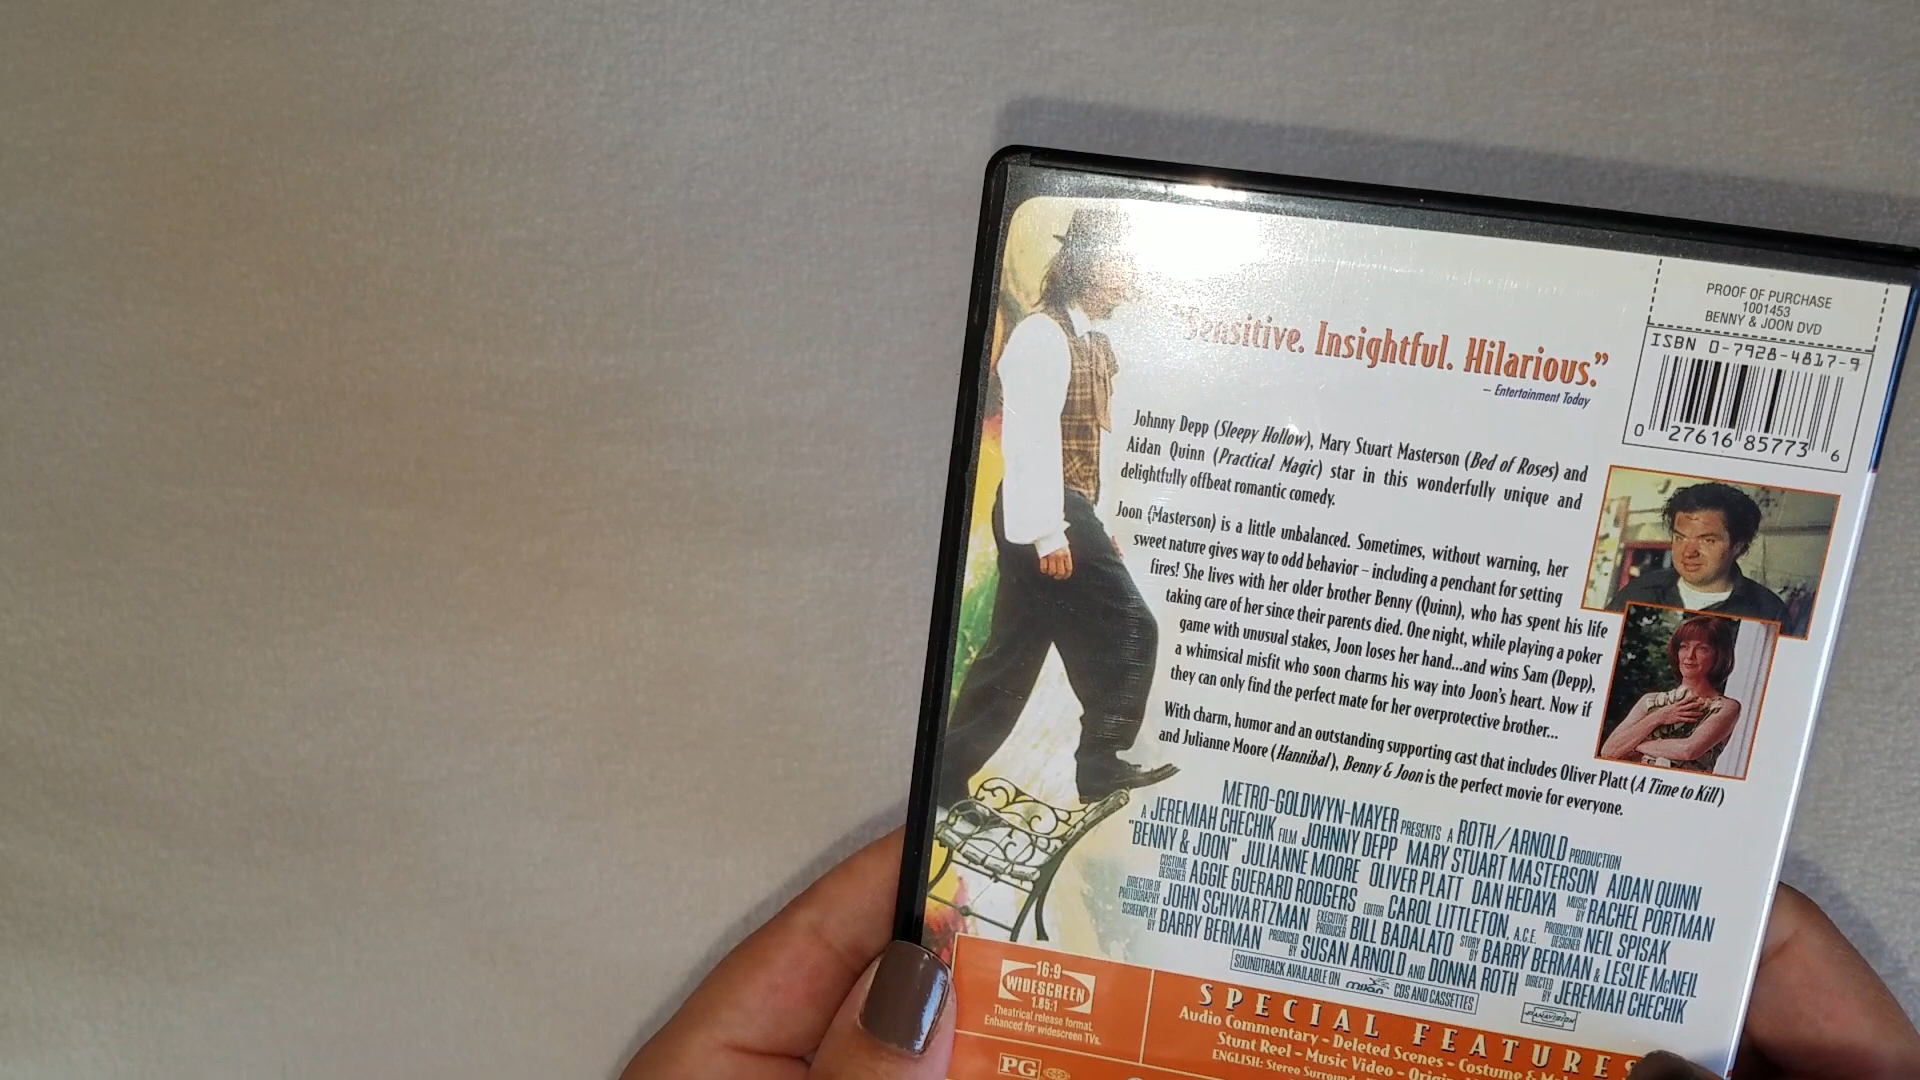 "Sensitive. Insightful. Hilarious."
– Entertainment Today
PROOF OF PURCHASE
1001453
BENNY & JOON DVD
ISBN 0-7928-4817-9
0 27616 85773 6
Johnny Depp (Sleepy Hollow), Mary Stuart Masterson (Bed of Roses) and
Aidan Quinn (Practical Magic) star in this wonderfully unique and
delightfully offbeat romantic comedy.
Joon (Masterson) is a little unbalanced. Sometimes, without warning, her
sweet nature gives way to odd behavior – including a penchant for setting
fires! She lives with her older brother Benny (Quinn), who has spent his life
taking care of her since their parents died. One night, while playing a poker
game with unusual stakes, Joon loses her hand...and wins Sam (Depp),
a whimsical misfit who soon charms his way into Joon's heart. Now if
they can only find the perfect mate for her overprotective brother...
With charm, humor and an outstanding supporting cast that includes Oliver Platt (A Time to Kill)
and Julianne Moore (Hannibal), Benny & Joon is the perfect movie for everyone.
METRO-GOLDWYN-MAYER PRESENTS A ROTH/ARNOLD PRODUCTION
A JEREMIAH CHECHIK FILM JOHNNY DEPP MARY STUART MASTERSON AIDAN QUINN
"BENNY & JOON" JULIANNE MOORE OLIVER PLATT DAN HEDAYA MUSIC BY RACHEL PORTMAN
COSTUME DESIGNER AGGIE GUERARD RODGERS EDITOR CAROL LITTLETON, A.C.E. PRODUCTION DESIGNER NEIL SPISAK
DIRECTOR OF PHOTOGRAPHY JOHN SCHWARTZMAN EXECUTIVE PRODUCER BILL BADALATO STORY BY BARRY BERMAN & LESLIE McNEIL
SCREENPLAY BY BARRY BERMAN PRODUCED BY SUSAN ARNOLD AND DONNA ROTH DIRECTED BY JEREMIAH CHECHIK
SOUNDTRACK AVAILABLE ON milan CDS AND CASSETTES
PANAVISION
16:9
WIDESCREEN
1.85:1
Theatrical release format.
Enhanced for widescreen TVs.
PG
SPECIAL FEATURES
Audio Commentary - Deleted Scenes - Costume &
Stunt Reel - Music Video -
ENGLISH: Stereo Surround